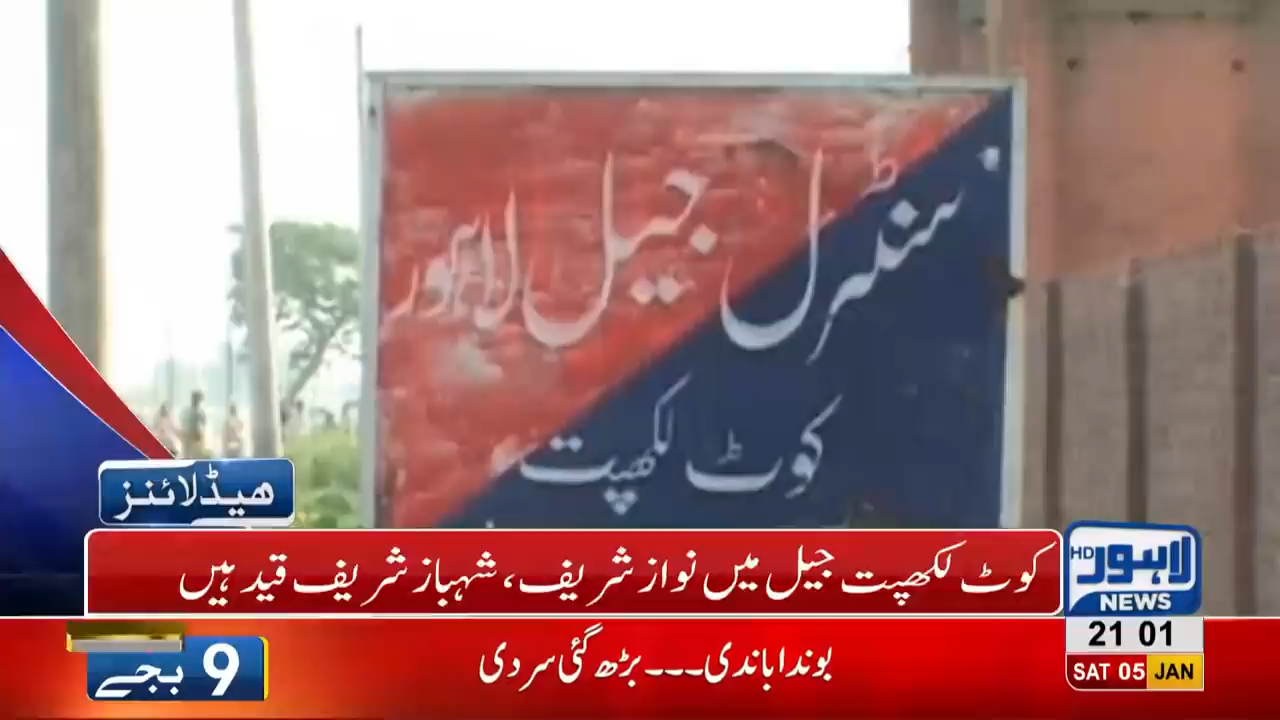 سنٹرل جیل لاہور
کوٹ لکھپت
ھیڈلائنز
کوٹ لکھپت جیل میں نواز شریف، شہباز شریف قید ہیں
لاہور HD
NEWS
21 01
SAT 05 JAN
9 بجے
بوندا باندی۔۔۔ بڑھ گئی سردی